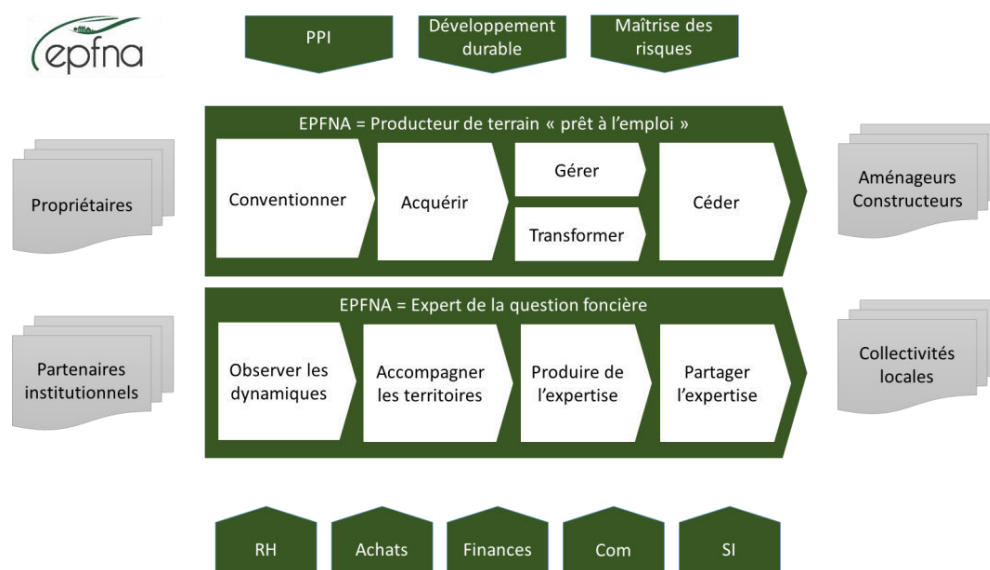 epfna
PPI
Développement
durable
Maîtrise des
risques
EPFNA = Producteur de terrain « prêt à l'emploi »
Propriétaires
Conventionner
Acquérir
Gérer
Transformer
Céder
Aménageurs
Constructeurs
EPFNA = Expert de la question foncière
Partenaires
institutionnels
Observer les
dynamiques
Accompagner
les territoires
Produire de
l'expertise
Partager
l'expertise
Collectivités
locales
RH
Achats
Finances
Com
SI